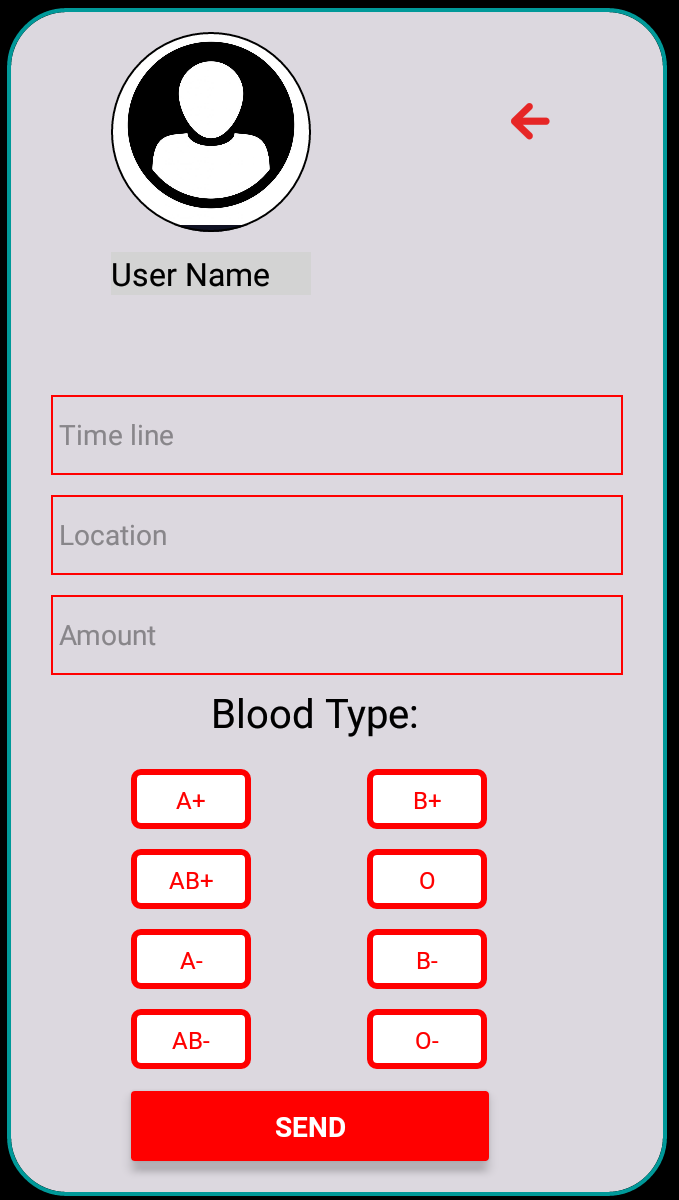 User Name
Time line
Location
Amount
Blood Type:
A+ B+
AB+ O
A- B-
AB- O-
SEND